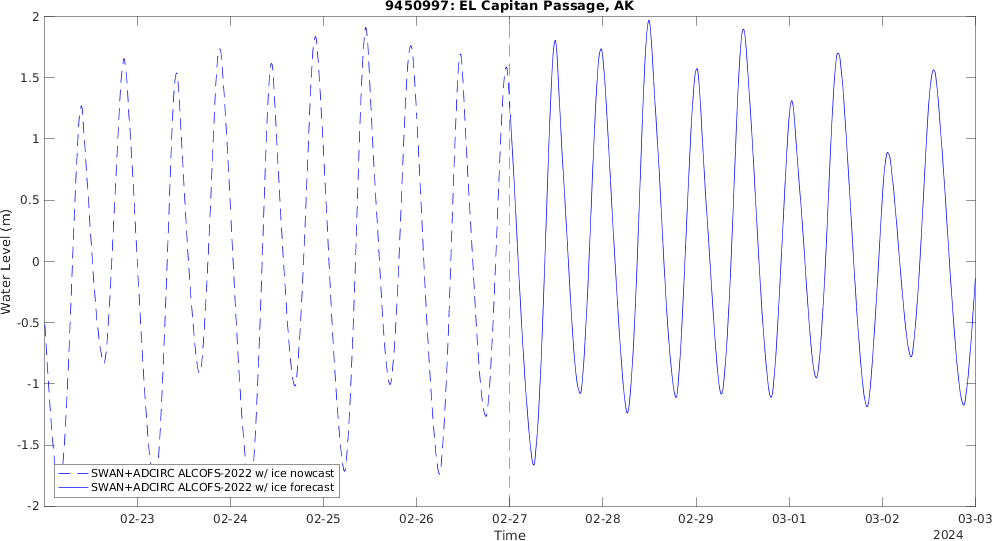 9450997: EL Capitan Passage, AK
Water Level (m)
2
1.5
1
0.5
0
-0.5
-1
-1.5
-2
SWAN+ADCIRC ALCOFS-2022 w/ ice nowcast
SWAN+ADCIRC ALCOFS-2022 w/ ice forecast
02-23 02-24 02-25 02-26 02-27 02-28 02-29 03-01 03-02 03-03
Time
2024